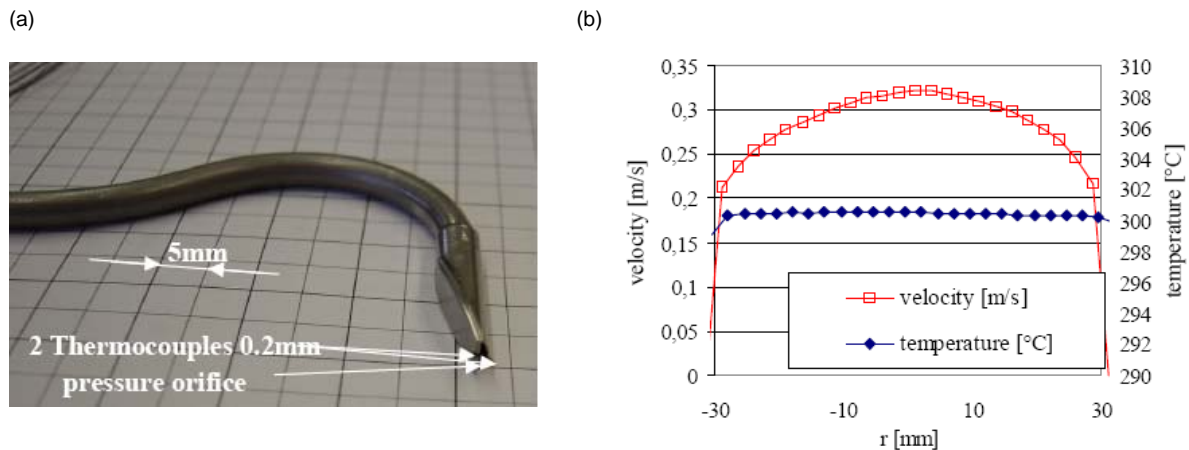 (a)
(b)
5mm
2 Thermocouples 0.2mm
pressure orifice
0,35
0,3
0,25
0,2
0,15
0,1
0,05
0
velocity [m/s]
310
308
306
304
302
300
298
296
294
292
290
temperature [°C]
velocity [m/s]
temperature [°C]
-30
-10
10
30
r [mm]